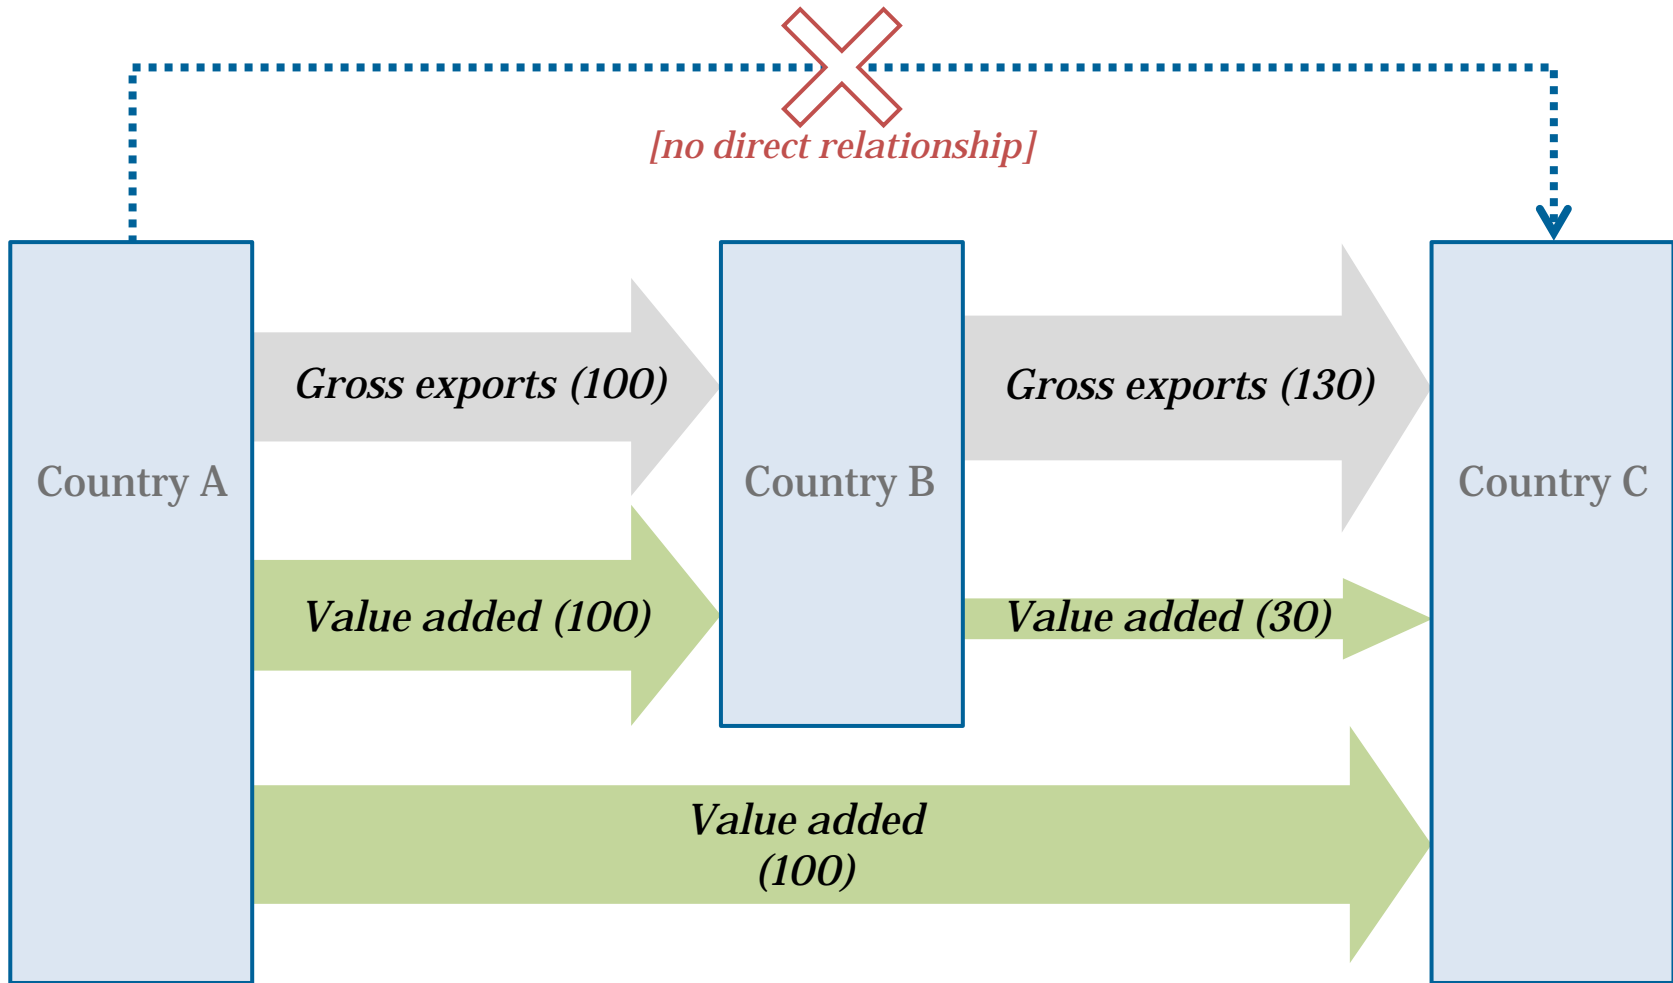 [no direct relationship]
Gross exports (100)
Gross exports (130)
Country A
Country B
Country C
Value added (100)
Value added (30)
Value added
(100)